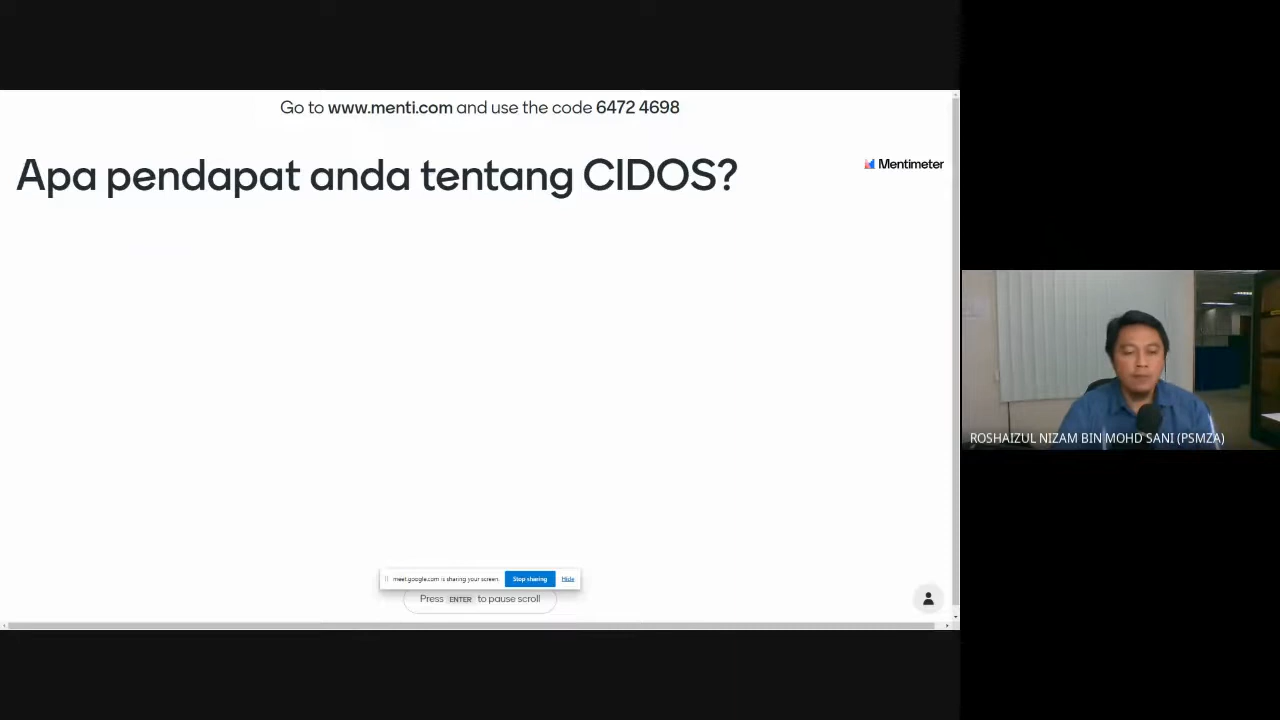 Go to www.menti.com and use the code 6472 4698
Apa pendapat anda tentang CIDOS?
Mentimeter
ROSHAIZUL NIZAM BIN MOHD SANI (PSMZA)
meet.google.com is sharing your screen. Stop sharing Hide
Press ENTER to pause scroll